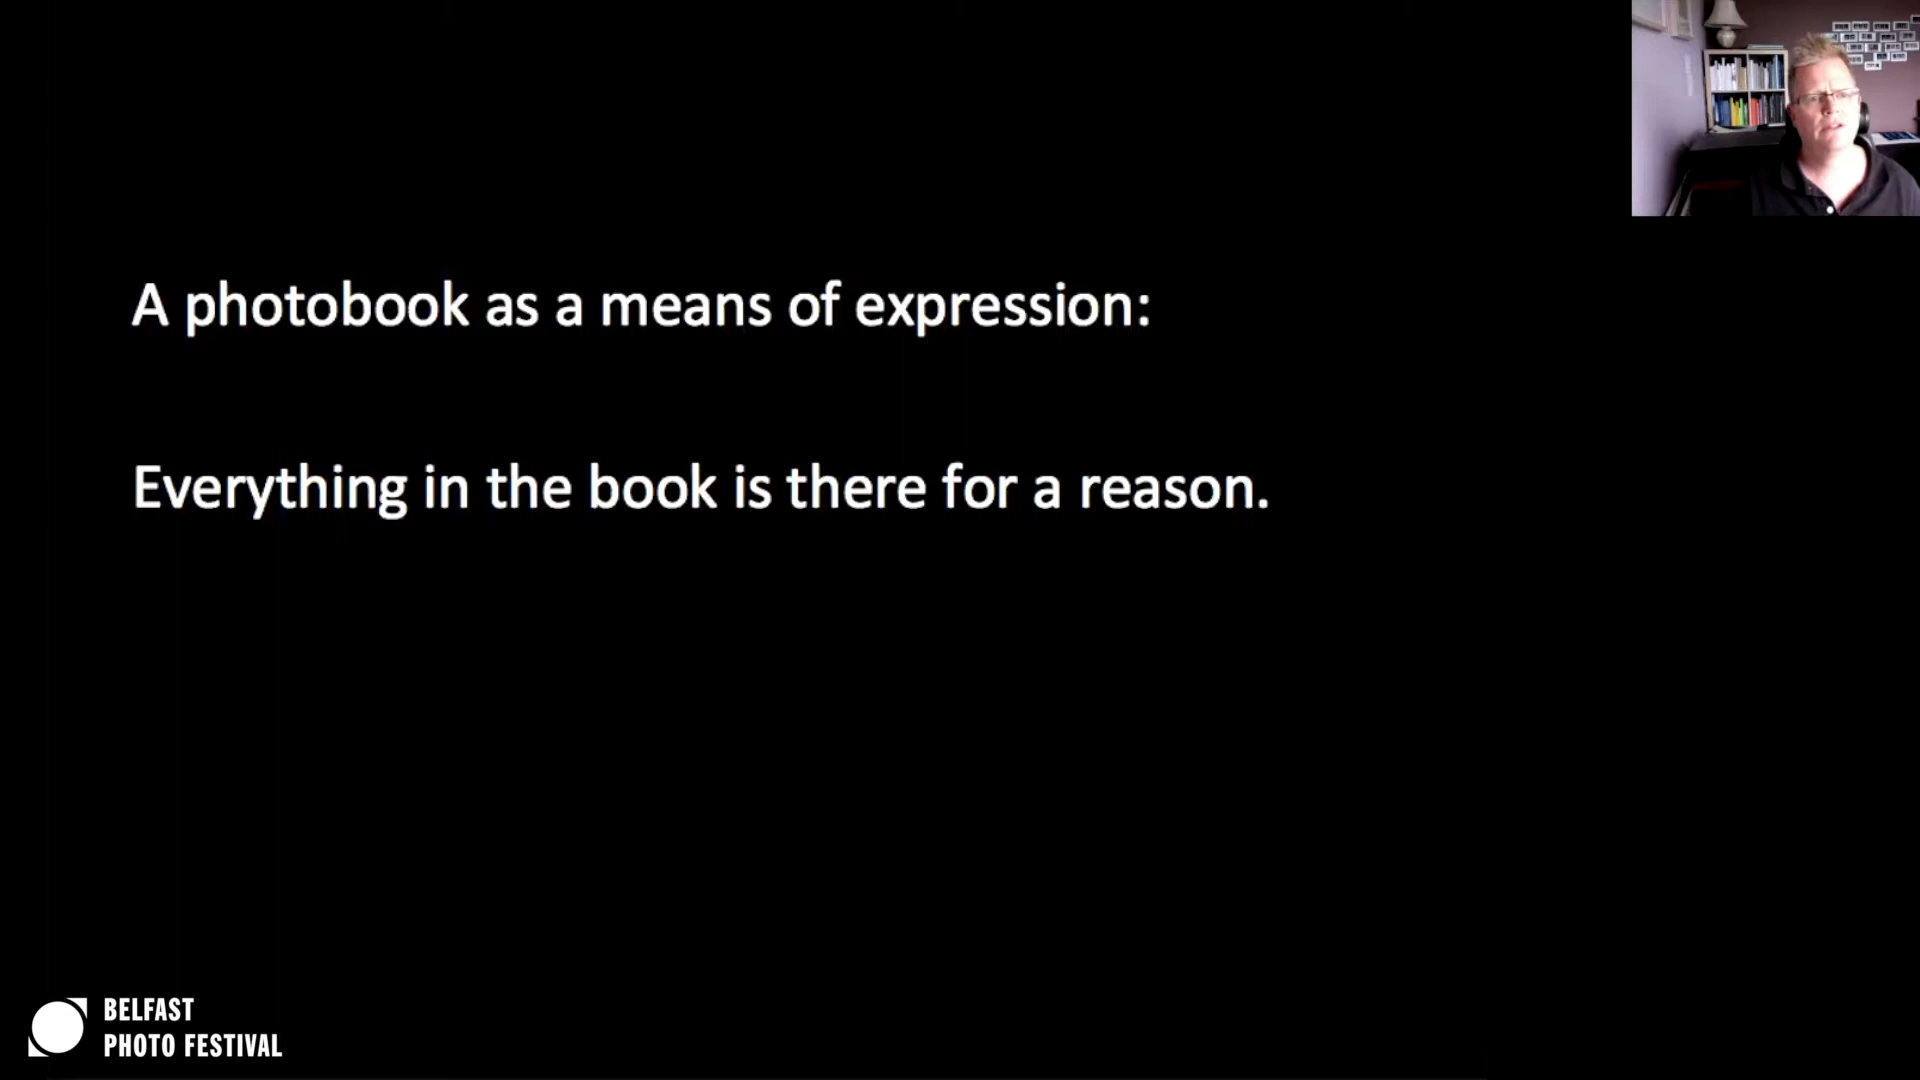 A photobook as a means of expression:
Everything in the book is there for a reason.
BELFAST
PHOTO FESTIVAL